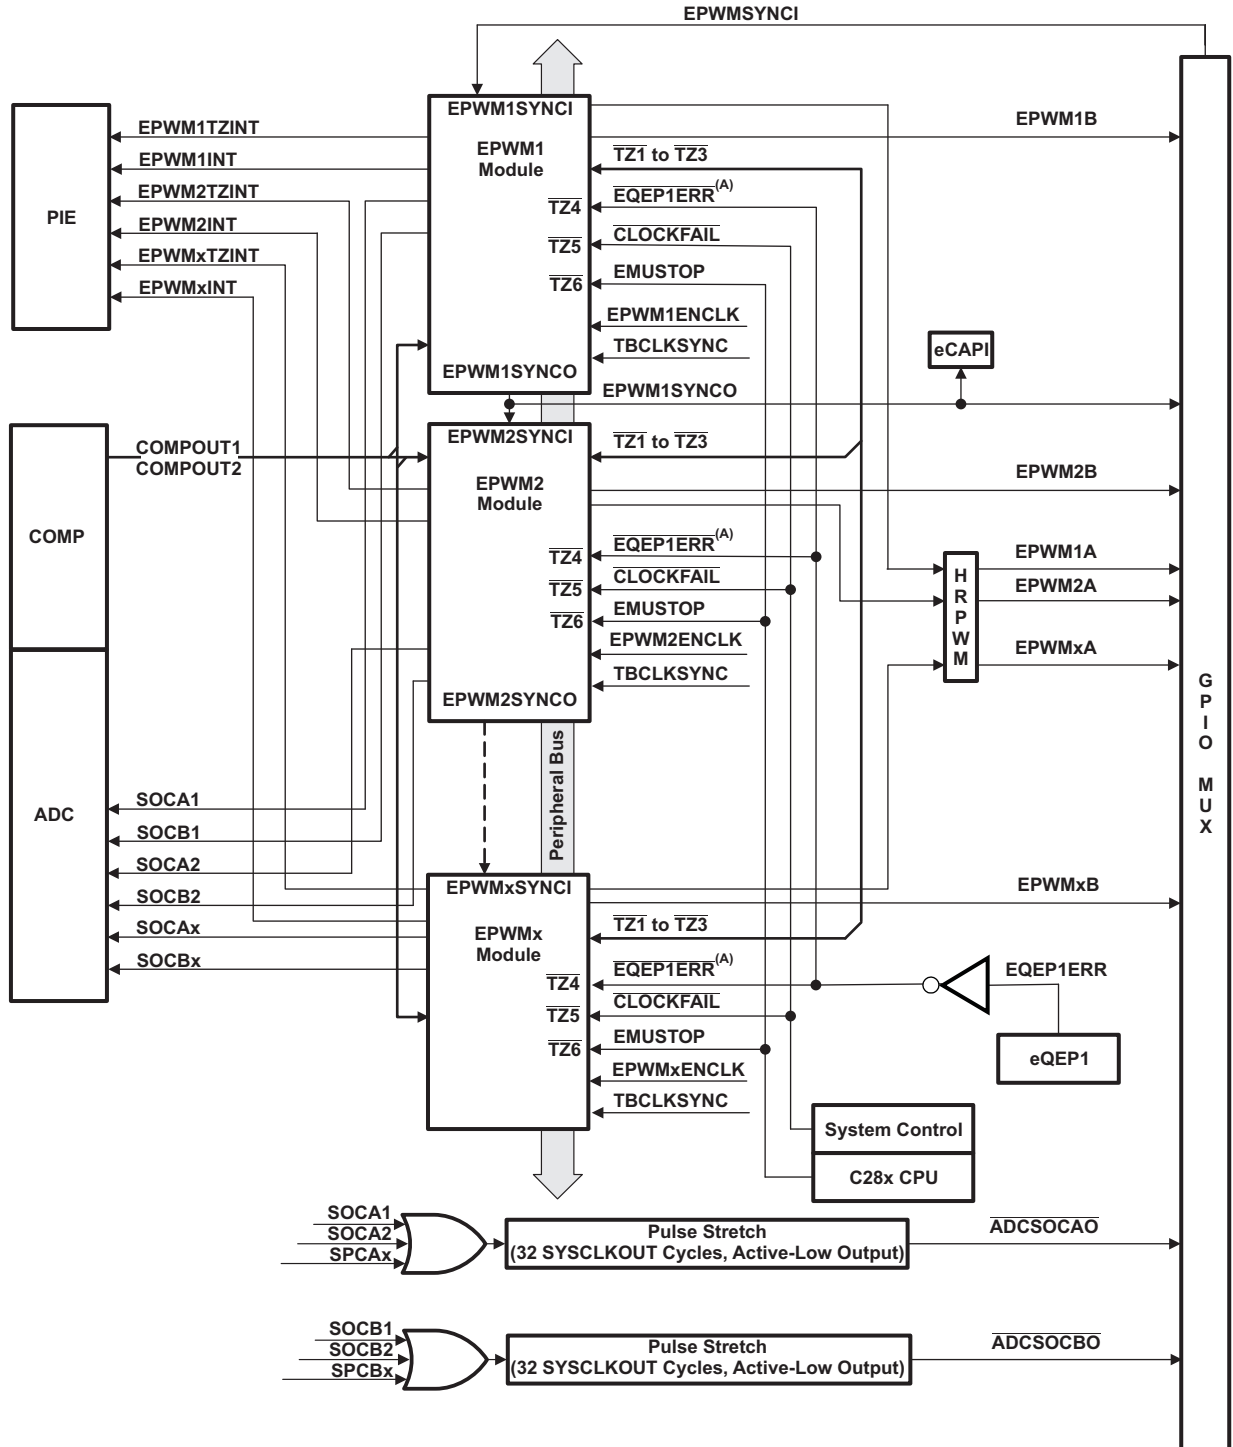 EPWMSYNCI
EPWM1SYNCI
EPWM1
Module
EPWM1TZINT
EPWM1INT
EPWM2TZINT
EPWM2INT
EPWMxTZINT
EPWMxINT
PIE
EPWM1B
TZ1 to TZ3
EQEP1ERR(A)
TZ4
CLOCKFAIL
TZ5
EMUSTOP
TZ6
EPWM1ENCLK
TBCLKSYNC
EPWM1SYNCO
eCAPI
EPWM1SYNCO
COMPOUT1
COMPOUT2
COMP
EPWM2SYNCI
EPWM2
Module
TZ1 to TZ3
EPWM2B
EQEP1ERR(A)
TZ4
CLOCKFAIL
TZ5
EMUSTOP
TZ6
EPWM2ENCLK
TBCLKSYNC
EPWM2SYNCO
HRPWM
EPWM1A
EPWM2A
EPWMxA
GPIO MUX
Peripheral Bus
ADC
SOCA1
SOCB1
SOCA2
SOCB2
SOCAx
SOCBx
EPWMxSYNCI
EPWMx
Module
EPWMxB
TZ1 to TZ3
EQEP1ERR(A)
TZ4
CLOCKFAIL
TZ5
EMUSTOP
TZ6
EPWMxENCLK
TBCLKSYNC
EQEP1ERR
eQEP1
System Control
C28x CPU
SOCA1
SOCA2
SPCAx
Pulse Stretch
(32 SYSCLKOUT Cycles, Active-Low Output)
ADCSOCAO
SOCB1
SOCB2
SPCBx
Pulse Stretch
(32 SYSCLKOUT Cycles, Active-Low Output)
ADCSOCBO